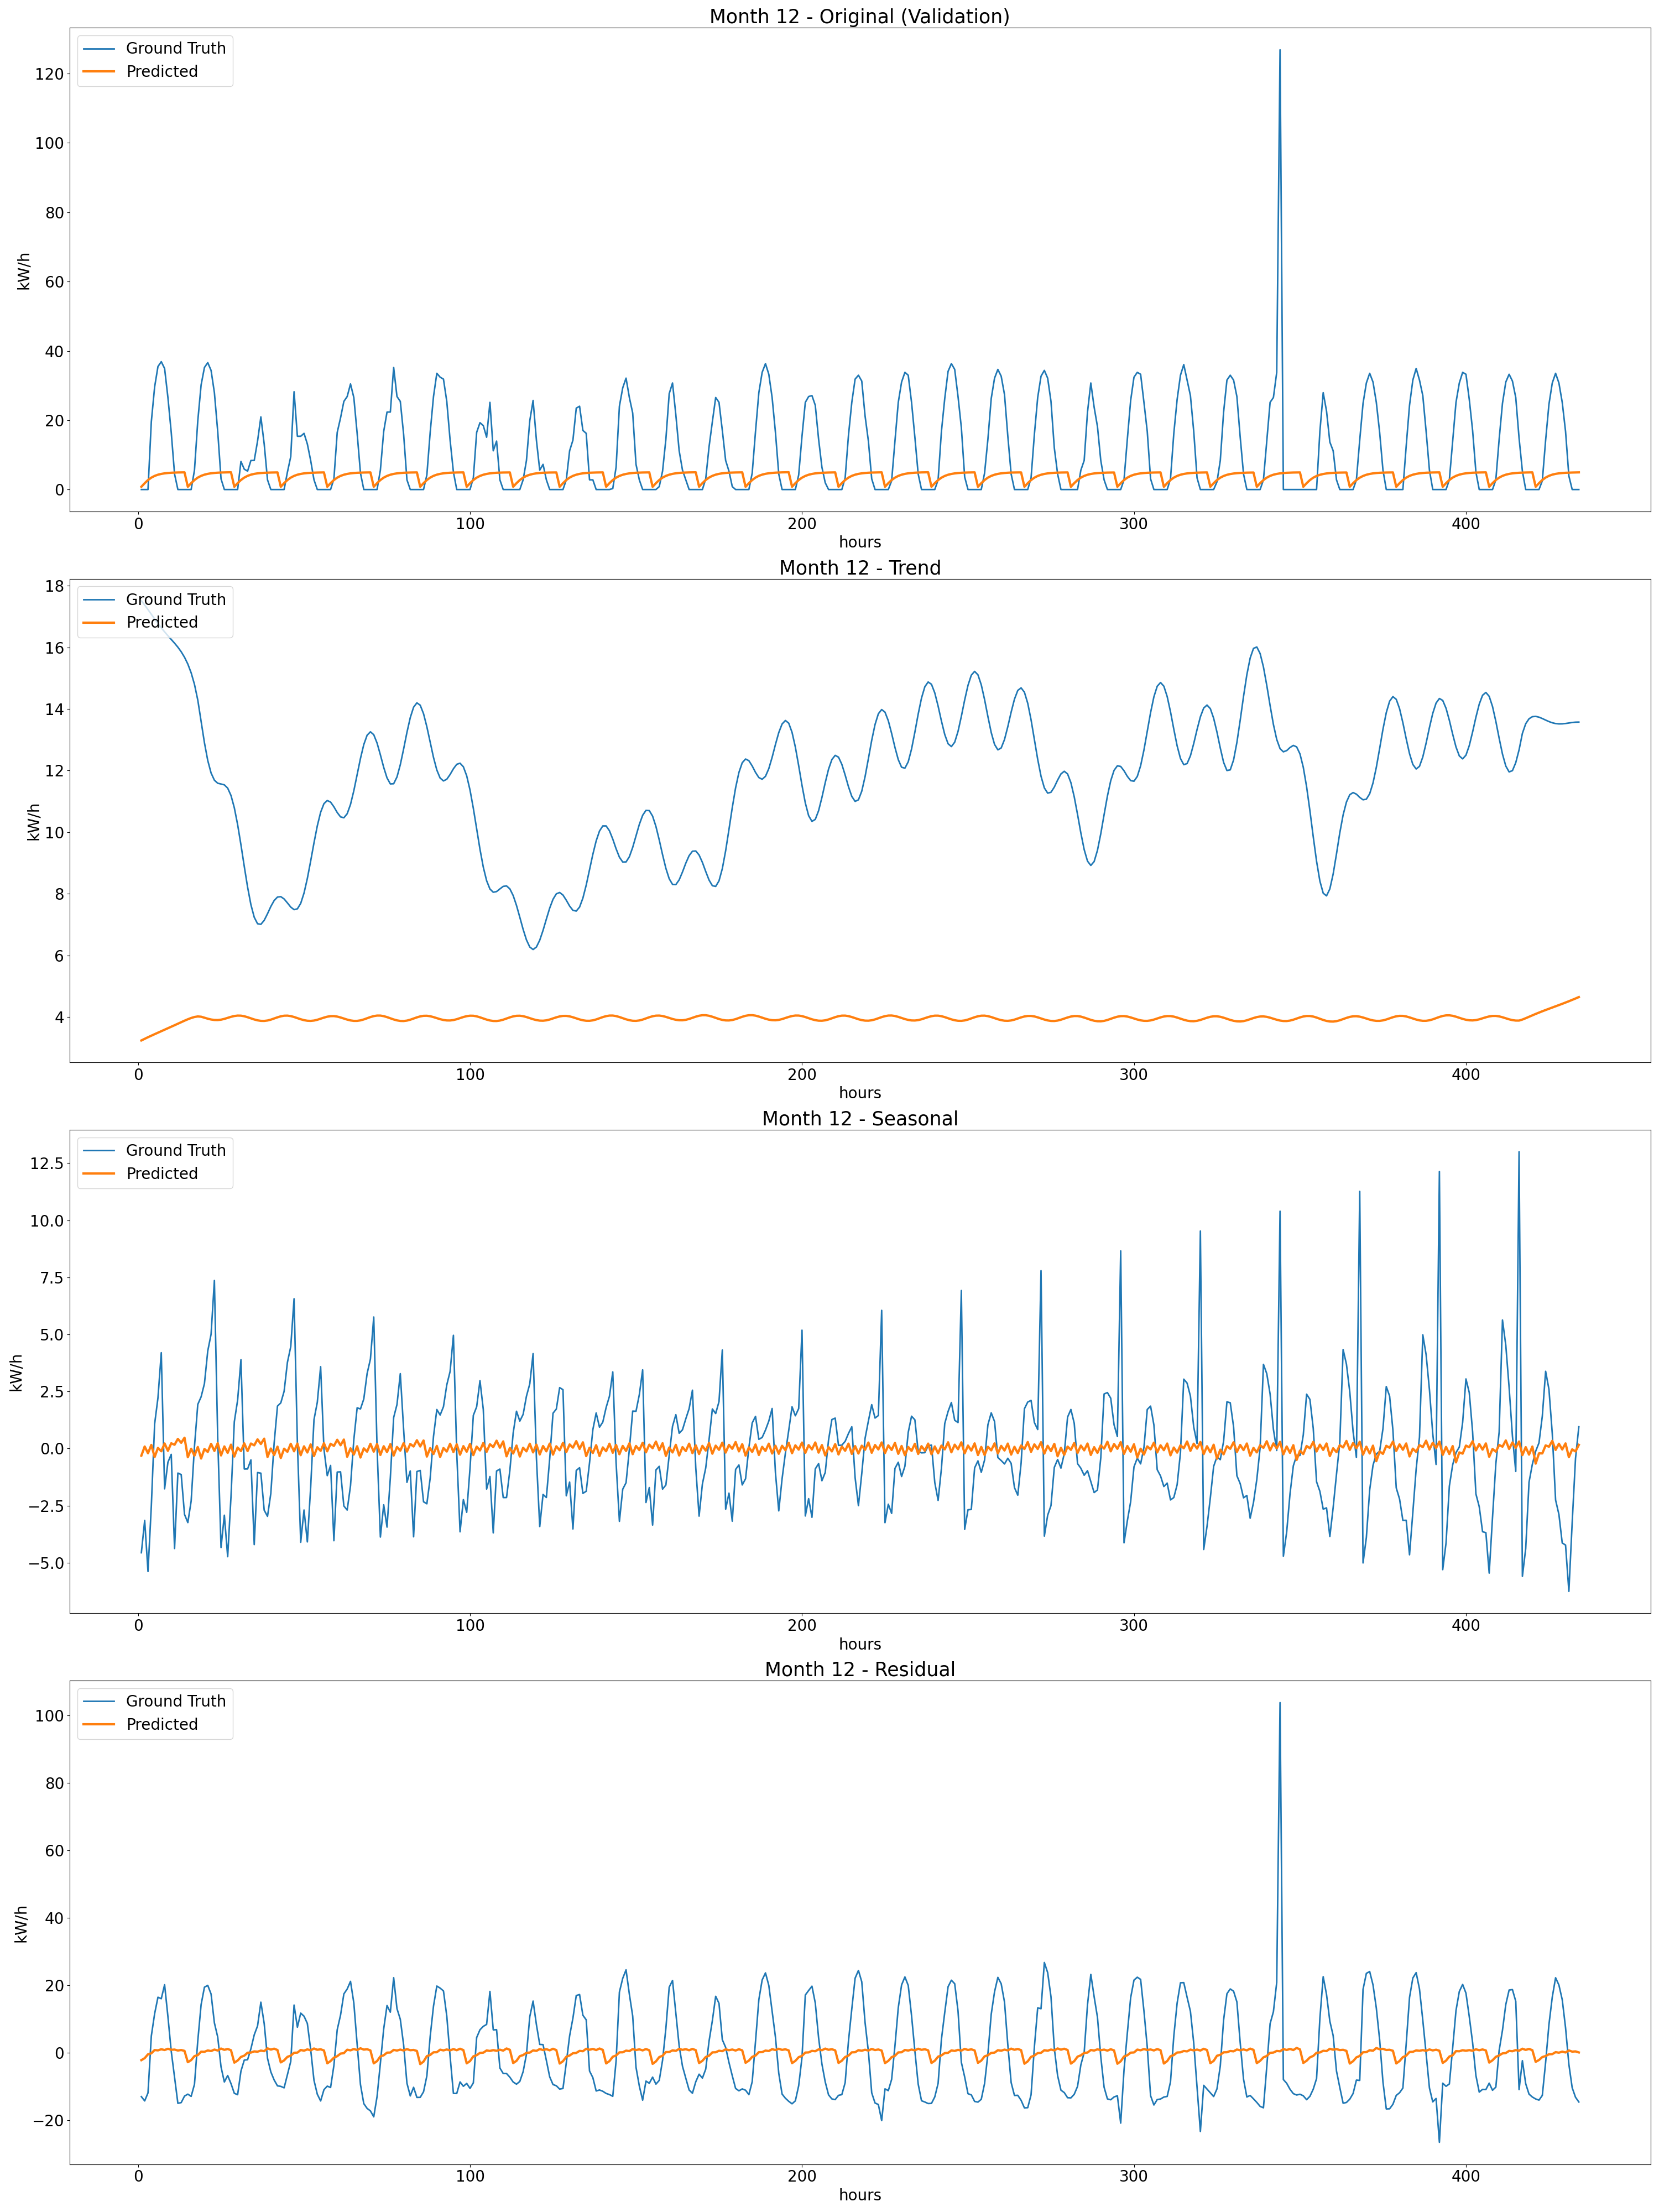 Month 12 - Original (Validation)
Ground Truth
Predicted
120
100
80
60
40
20
0
kW/h
0 100 200 300 400
hours
Month 12 - Trend
Ground Truth
Predicted
18
16
14
12
10
8
6
4
kW/h
0 100 200 300 400
hours
Month 12 - Seasonal
Ground Truth
Predicted
12.5
10.0
7.5
5.0
2.5
0.0
−2.5
−5.0
kW/h
0 100 200 300 400
hours
Month 12 - Residual
Ground Truth
Predicted
100
80
60
40
20
0
−20
kW/h
0 100 200 300 400
hours